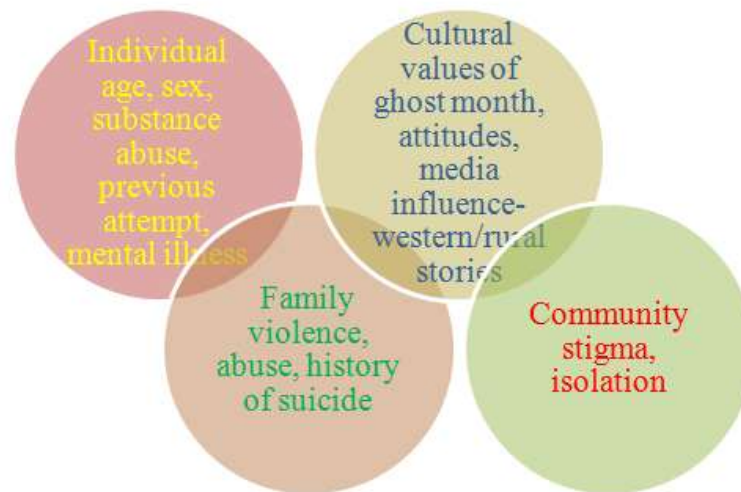 Individual
age, sex,
substance
abuse,
previous
attempt,
mental illness
Cultural
values of
ghost month,
attitudes,
media
influence-
western/rural
stories
Family
violence,
abuse, history
of suicide
Community
stigma,
isolation